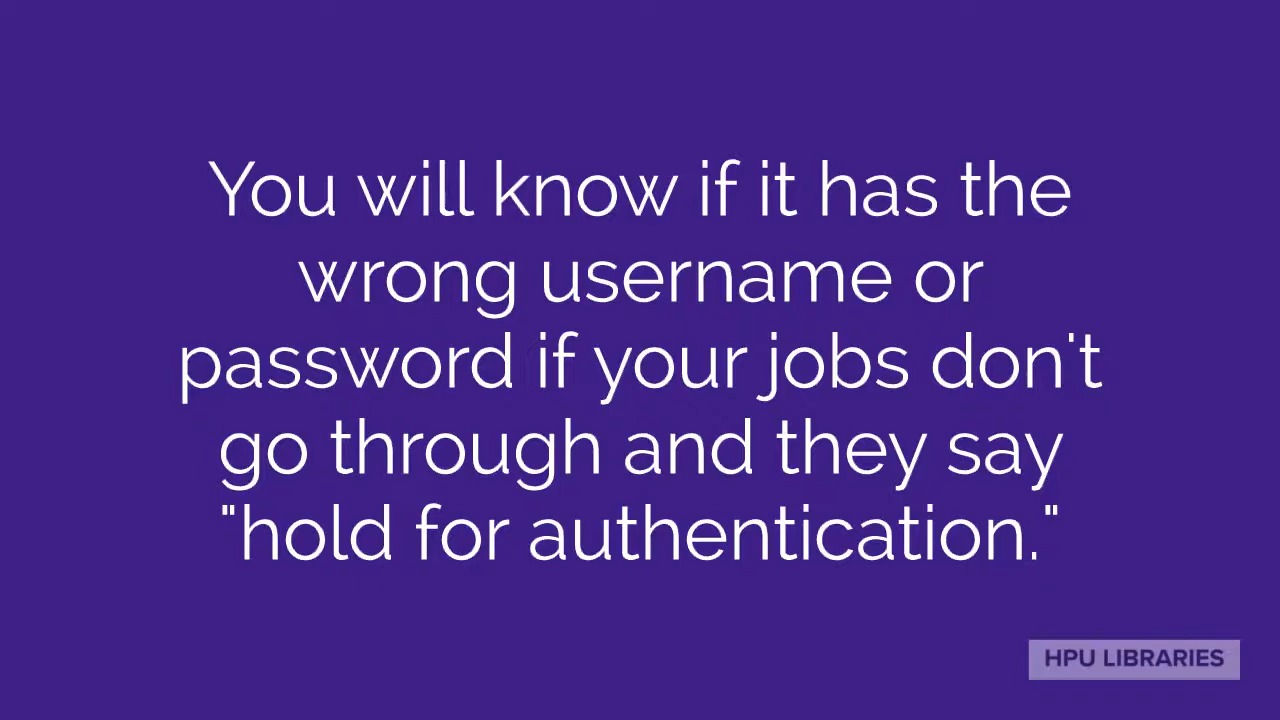 You will know if it has the
wrong username or
password if your jobs don't
go through and they say
"hold for authentication."
HPU LIBRARIES